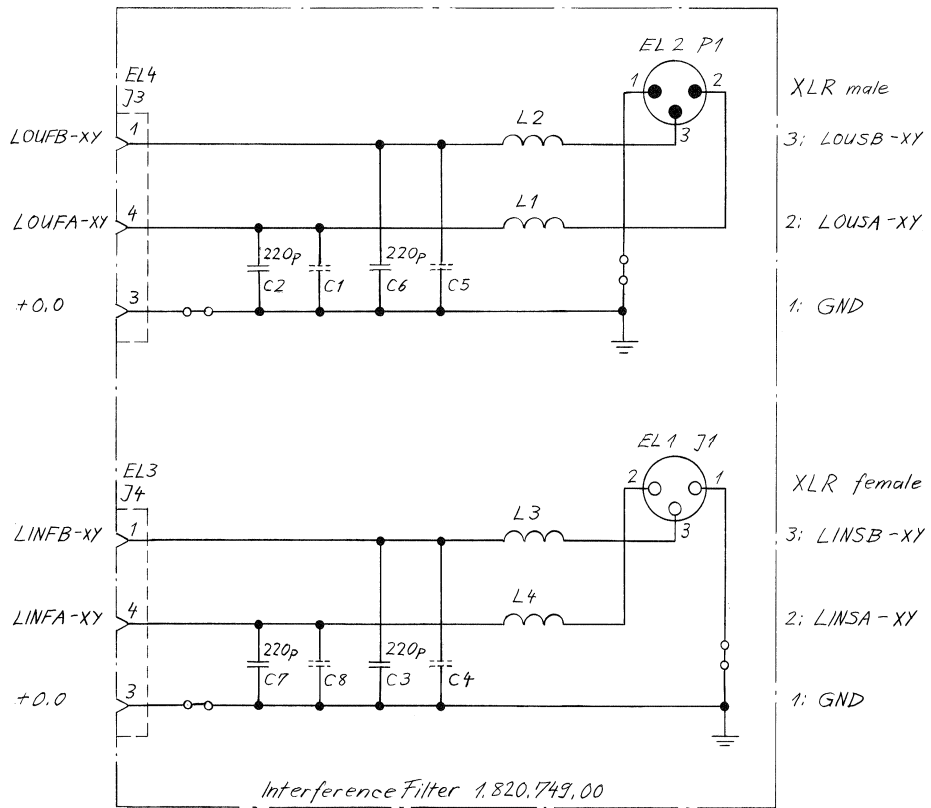 EL2 P1
1
2
3
XLR male
EL4
J3
LOUFB-XY
1
L2
3: LOUSB-XY
LOUFA-XY
4
L1
2: LOUSA-XY
220p
C2
C1
220p
C6
C5
+0,0
3
1: GND
EL1 J1
2
1
3
XLR female
EL3
J4
LINFB-XY
1
L3
3: LINSB-XY
LINFA-XY
4
L4
2: LINSA-XY
220p
C7
C8
220p
C3
C4
+0,0
3
1: GND
Interference Filter 1.820.749,00